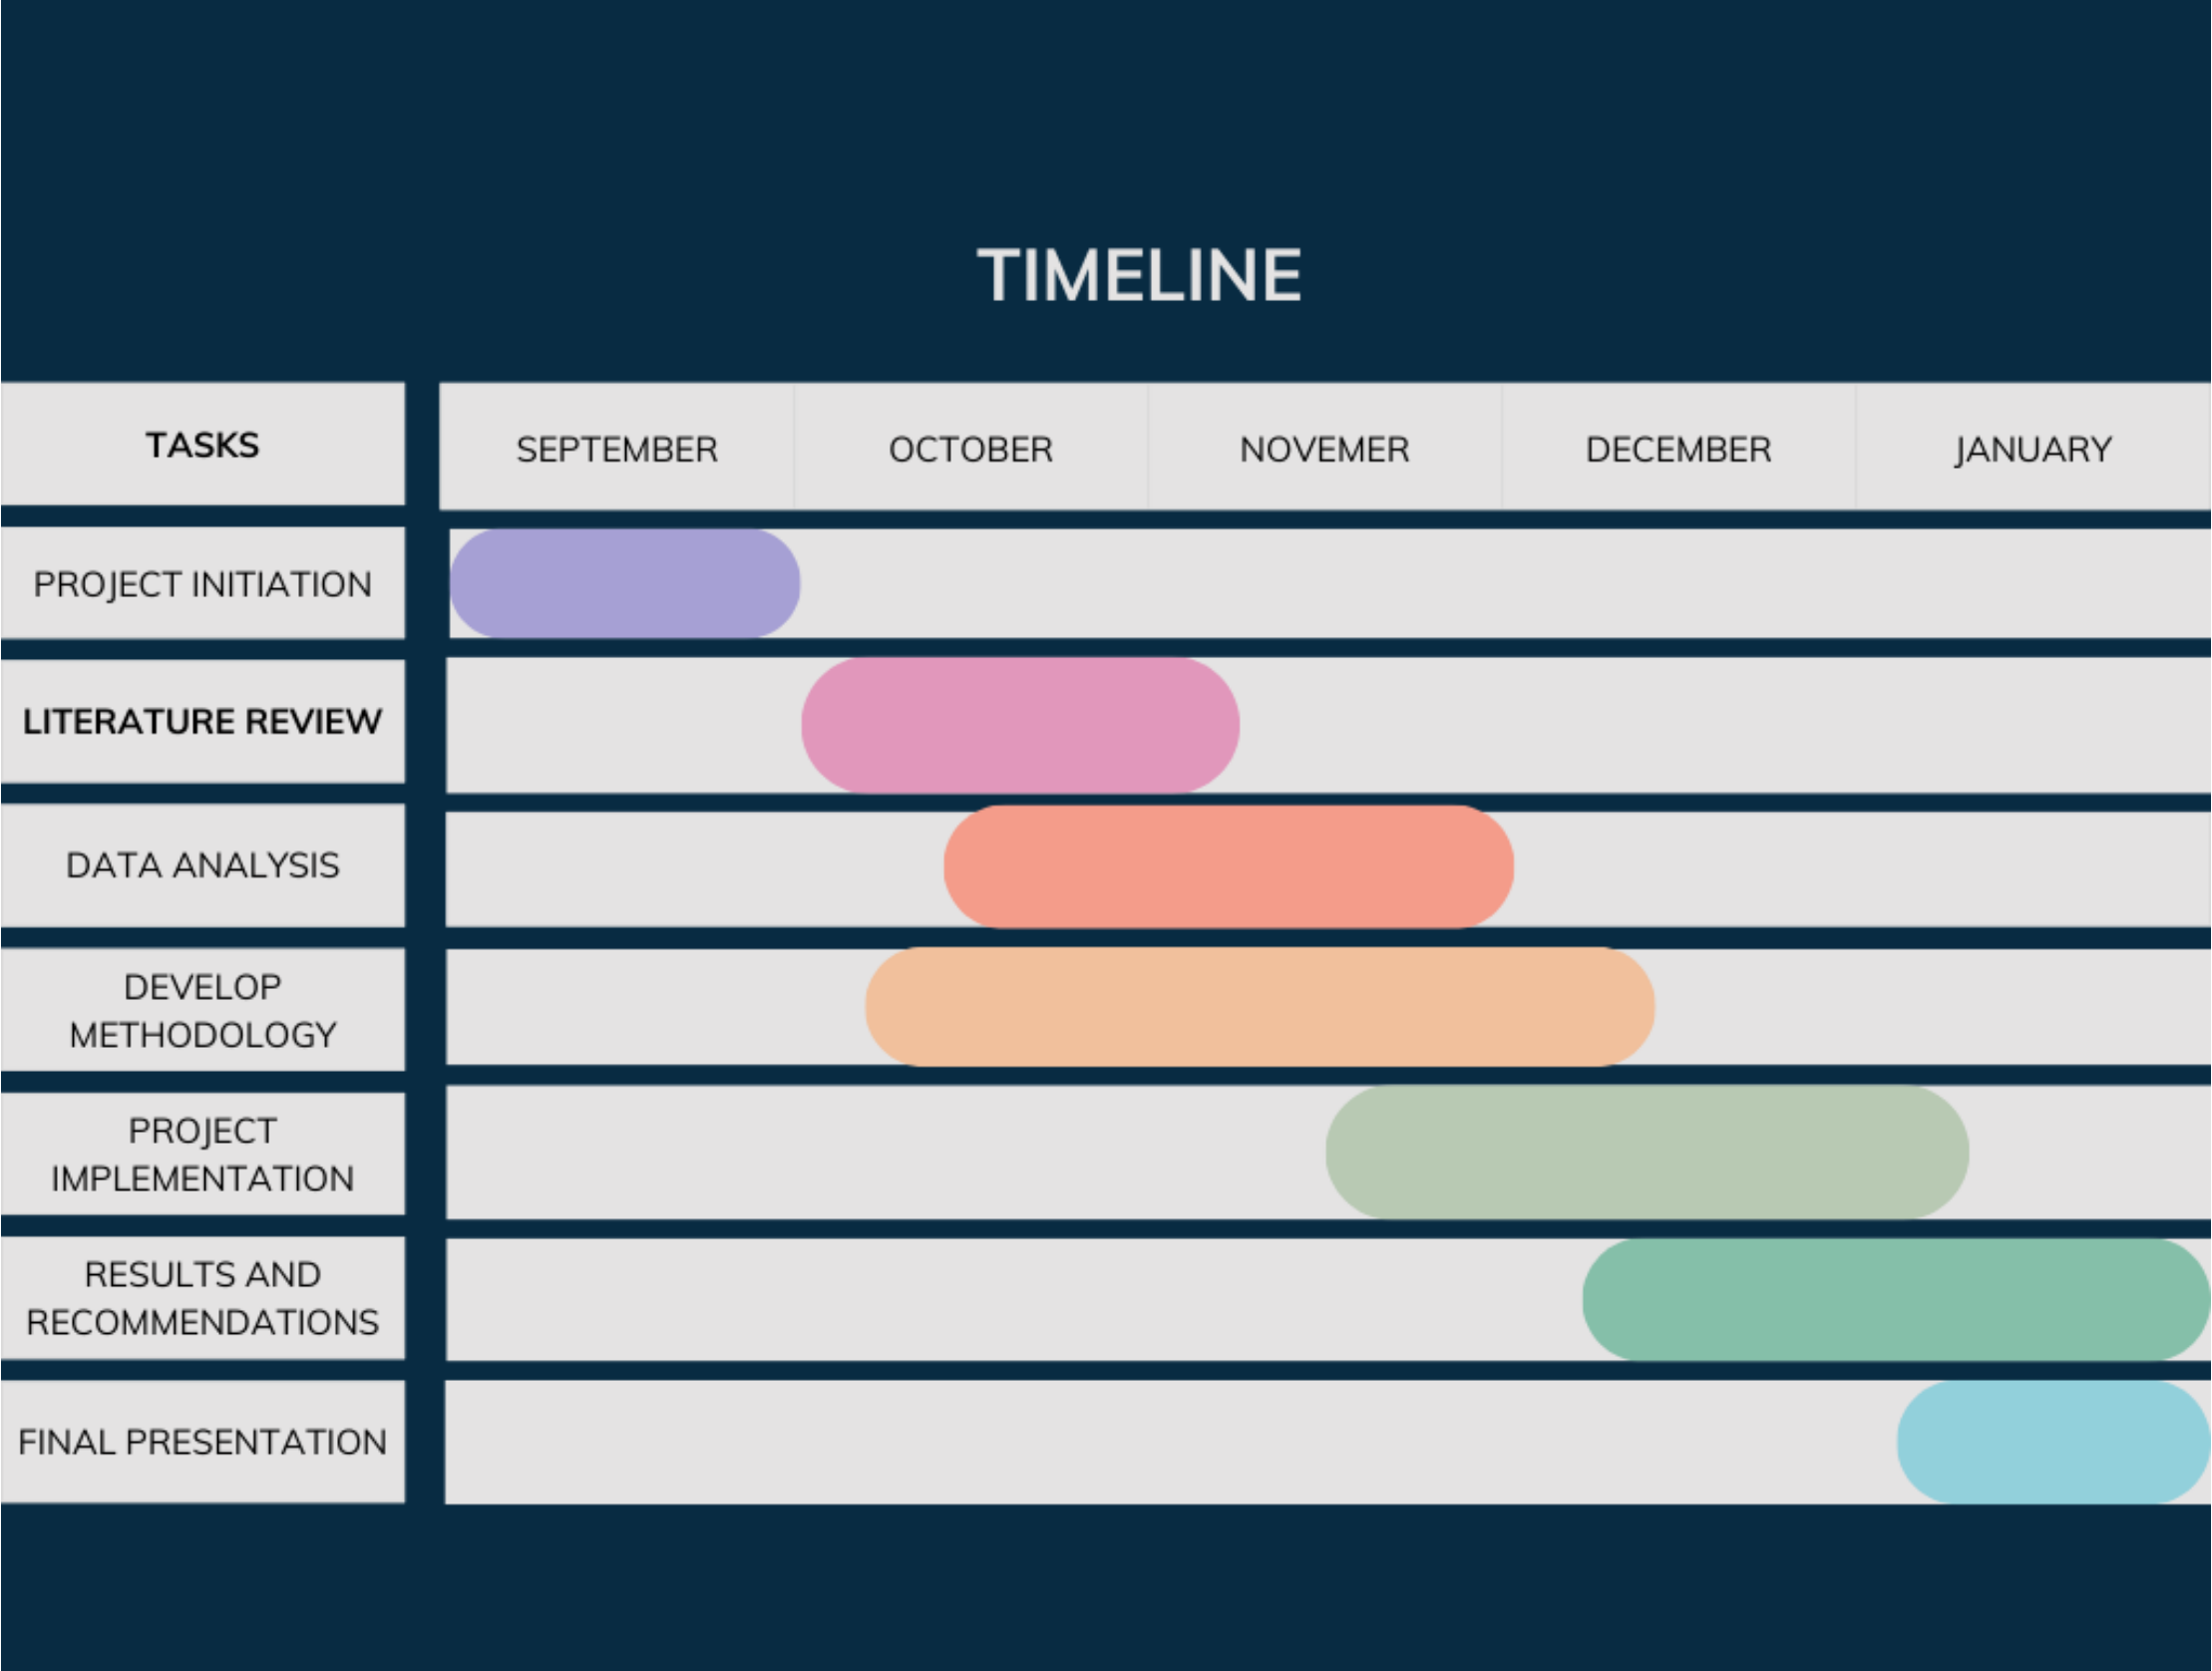 TIMELINE
TASKS
SEPTEMBER
OCTOBER
NOVEMER
DECEMBER
JANUARY
PROJECT INITIATION
LITERATURE REVIEW
DATA ANALYSIS
DEVELOP
METHODOLOGY
PROJECT
IMPLEMENTATION
RESULTS AND
RECOMMENDATIONS
FINAL PRESENTATION